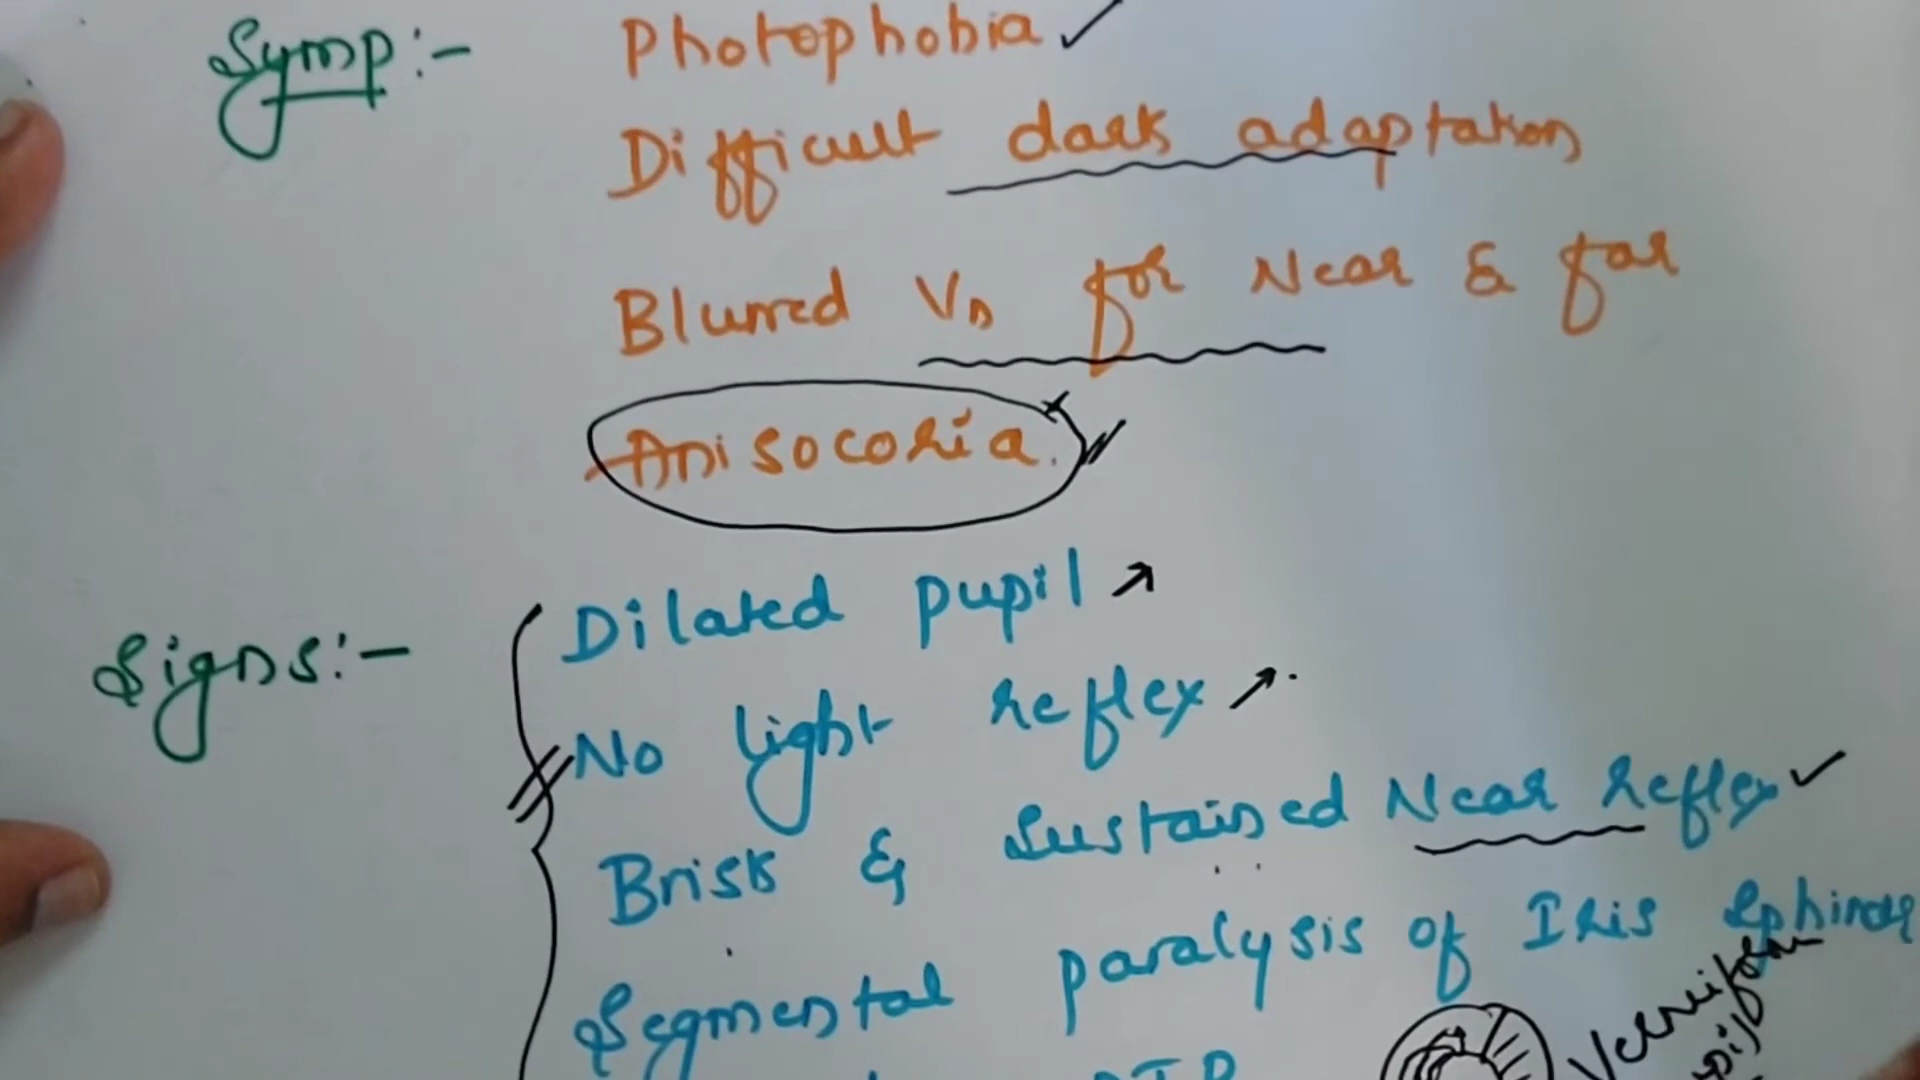 Symp:- Photophobia
Difficult dark adaptation
Blurred Vn for Near & far
Anisocoria
Signs:- Dilated pupil
No light reflex
Brisk & Sustained Near reflex
Segmental paralysis of Iris Sphincter
Vermiform